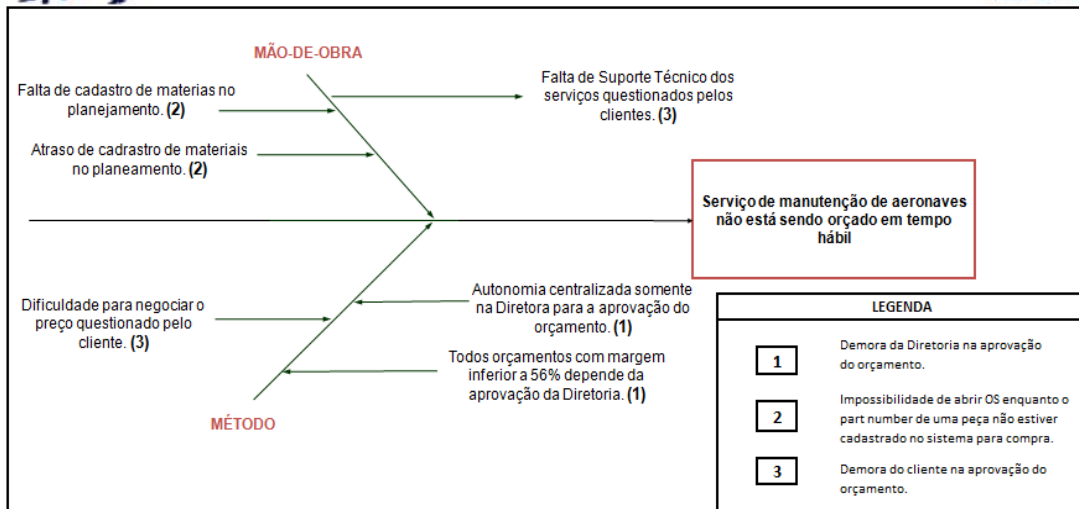 MÃO-DE-OBRA
Falta de cadastro de materias no
planejamento. (2)
Falta de Suporte Técnico dos
serviços questionados pelos
clientes. (3)
Atraso de cadrastro de materiais
no planeamento. (2)
Serviço de manutenção de aeronaves
não está sendo orçado em tempo
hábil
Dificuldade para negociar o
preço questionado pelo
cliente. (3)
Autonomia centralizada somente
na Diretora para a aprovação do
orçamento. (1)
Todos orçamentos com margem
inferior a 56% depende da
aprovação da Diretoria. (1)
MÉTODO
LEGENDA
1
Demora da Diretoria na aprovação
do orçamento.
2
Impossibilidade de abrir OS enquanto o
part number de uma peça não estiver
cadastrado no sistema para compra.
3
Demora do cliente na aprovação do
orçamento.